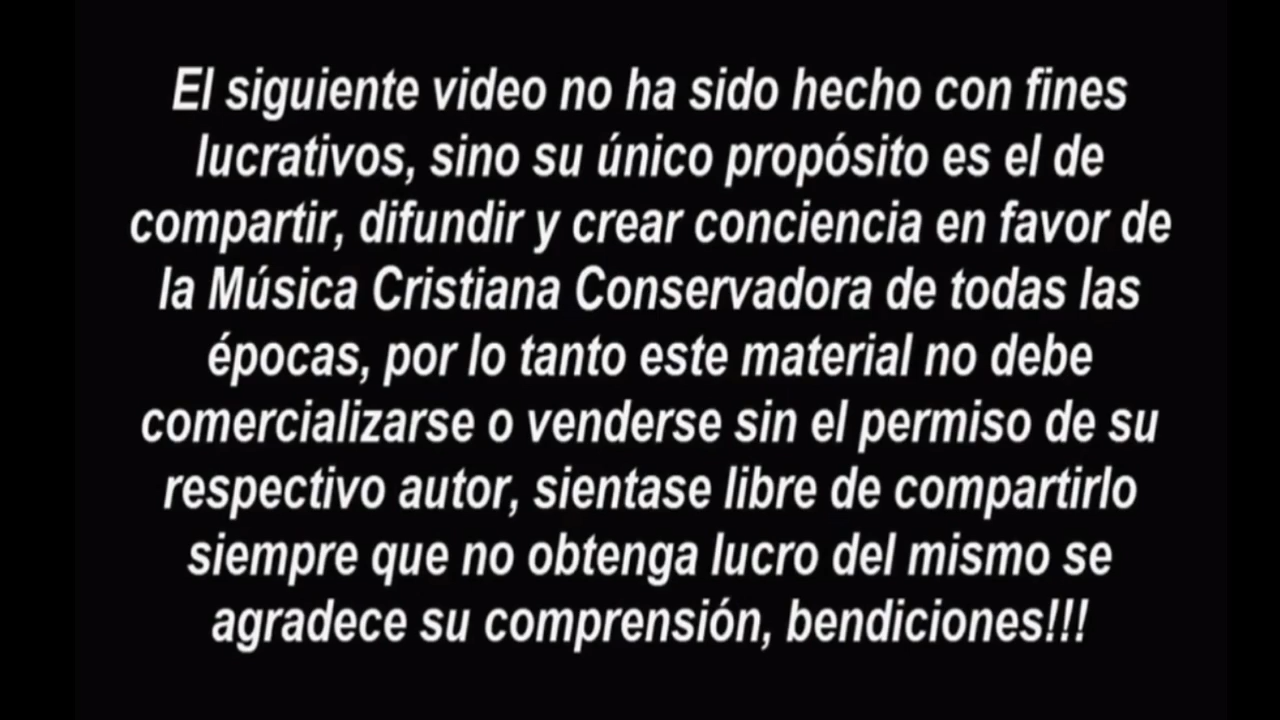 El siguiente video no ha sido hecho con fines
lucrativos, sino su único propósito es el de
compartir, difundir y crear conciencia en favor de
la Música Cristiana Conservadora de todas las
épocas, por lo tanto este material no debe
comercializarse o venderse sin el permiso de su
respectivo autor, sientase libre de compartirlo
siempre que no obtenga lucro del mismo se
agradece su comprensión, bendiciones!!!